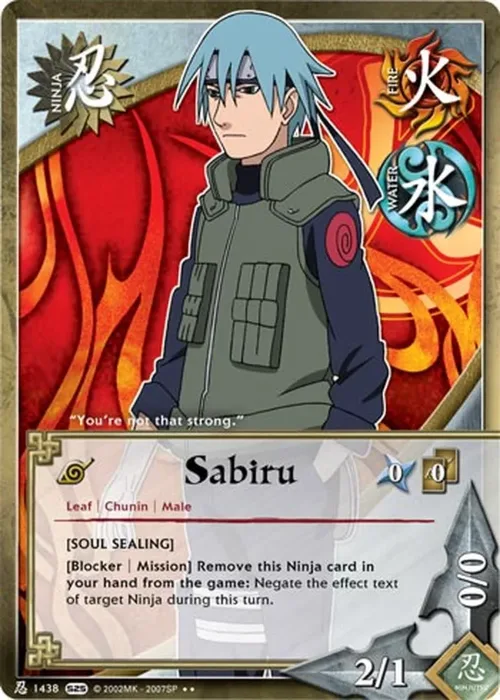 NINJA
忍
FIRE
火
WATER
水
"You're not that strong."
Sabiru
0
0
Leaf | Chunin | Male
[SOUL SEALING]
[Blocker | Mission] Remove this Ninja card in
your hand from the game: Negate the effect text
of target Ninja during this turn.
0/0
2/1
忍
忍 1438 S25 © 2002MK - 2007SP ••